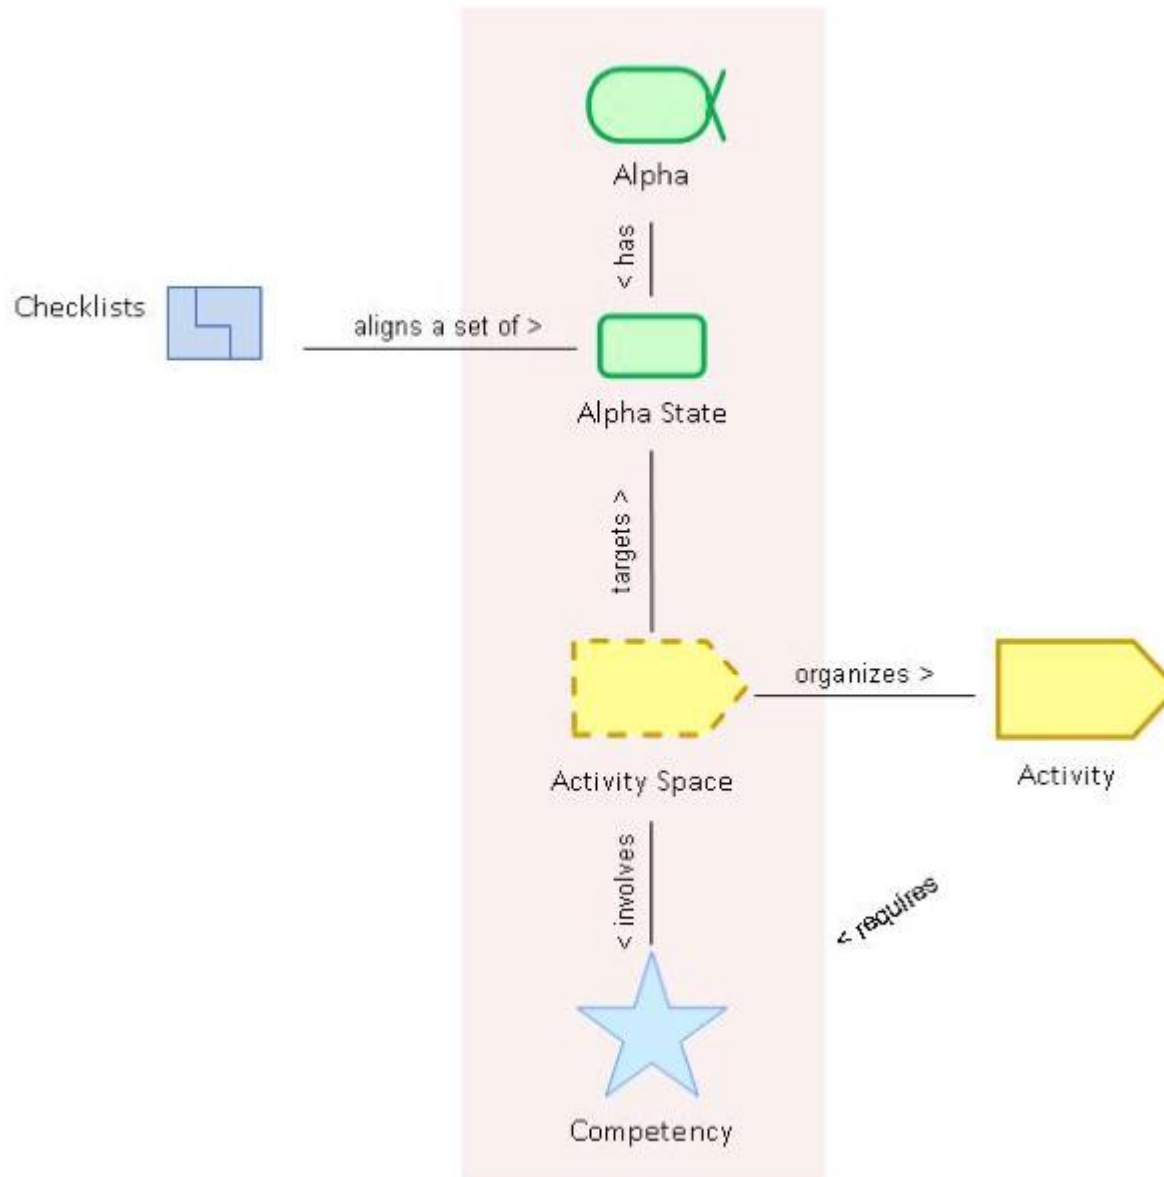 Alpha
< has
Checklists
aligns a set of >
Alpha State
targets >
organizes >
Activity Space
Activity
< involves
< requires
Competency